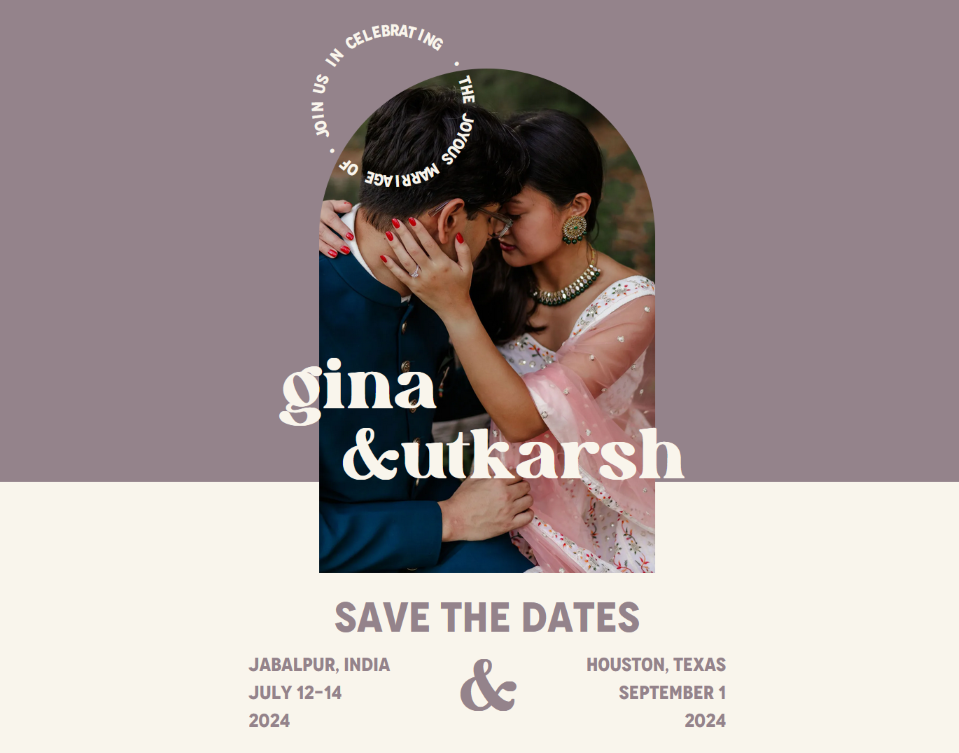 JOIN US IN CELEBRATING · THE JOYOUS MARRIAGE OF ·
gina
&utkarsh
SAVE THE DATES
JABALPUR, INDIA
JULY 12-14
2024
&
HOUSTON, TEXAS
SEPTEMBER 1
2024